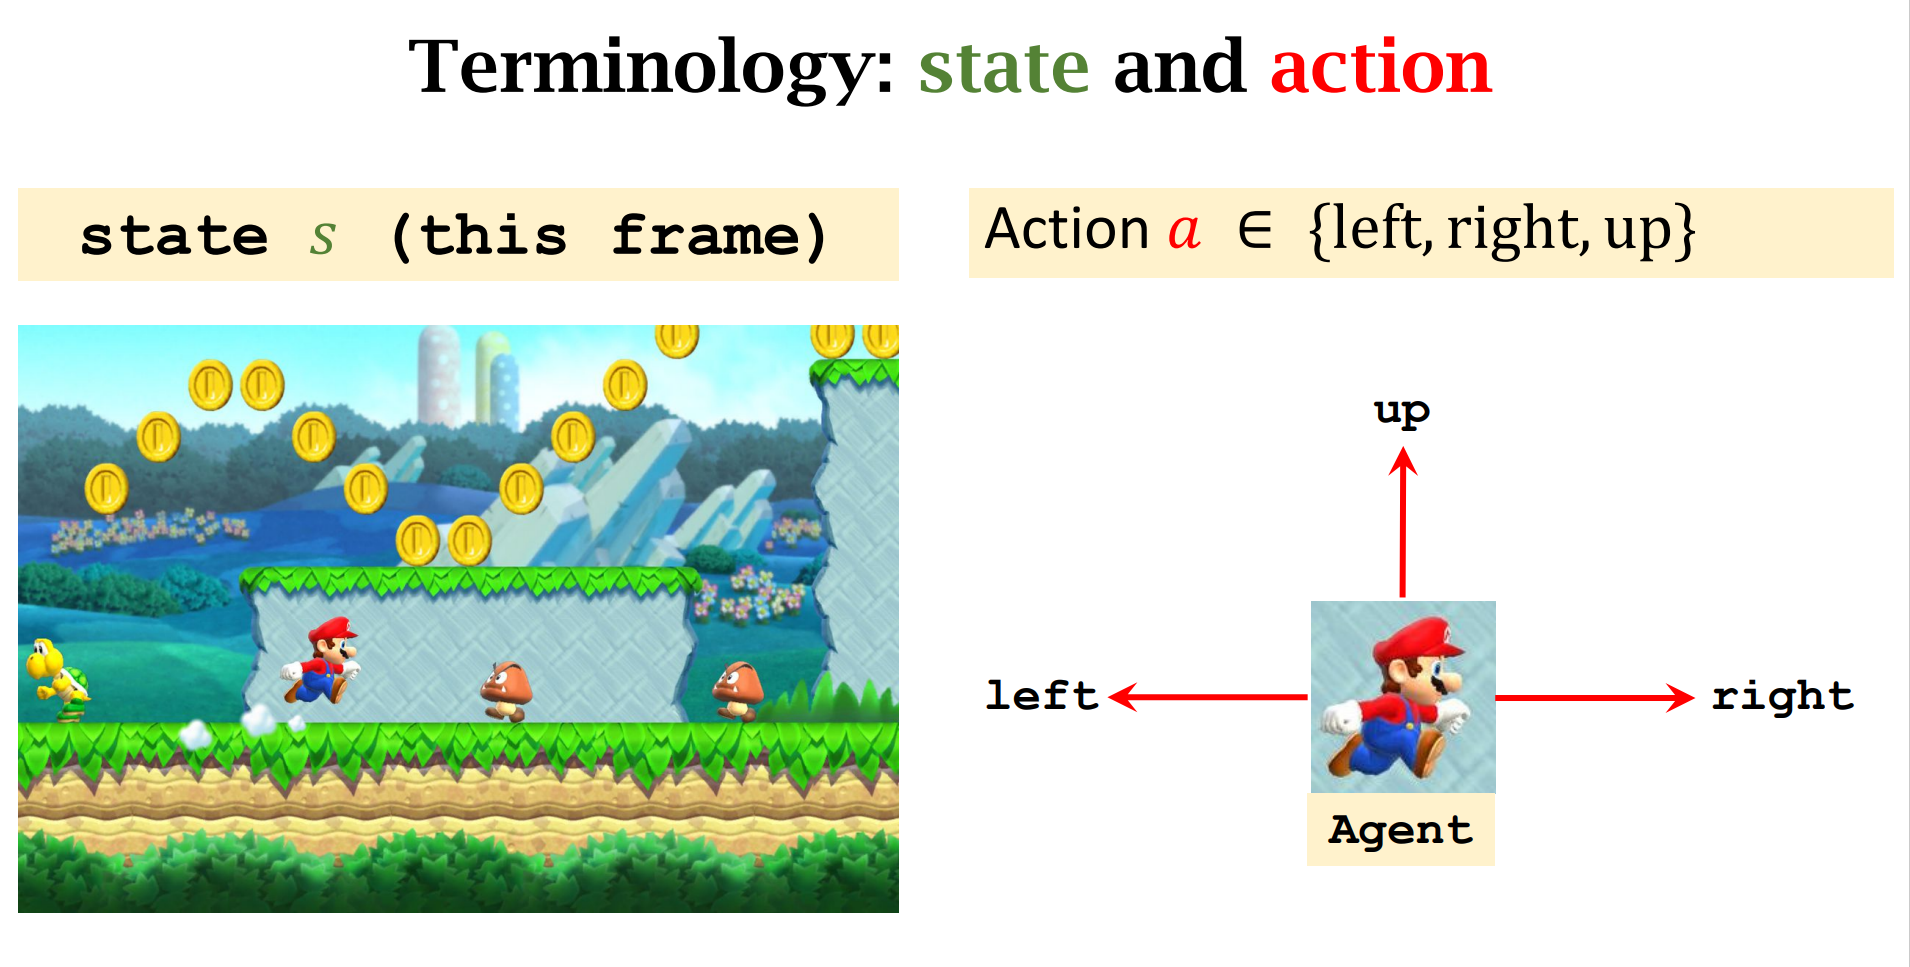 Terminology: state and action
state s (this frame)
Action a ∈ {left, right, up}
up
left
right
Agent